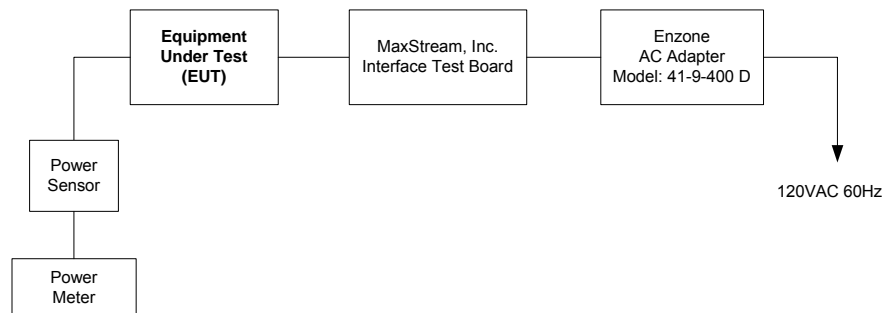 Equipment
Under Test
(EUT)
MaxStream, Inc.
Interface Test Board
Enzone
AC Adapter
Model: 41-9-400 D
Power
Sensor
120VAC 60Hz
Power
Meter